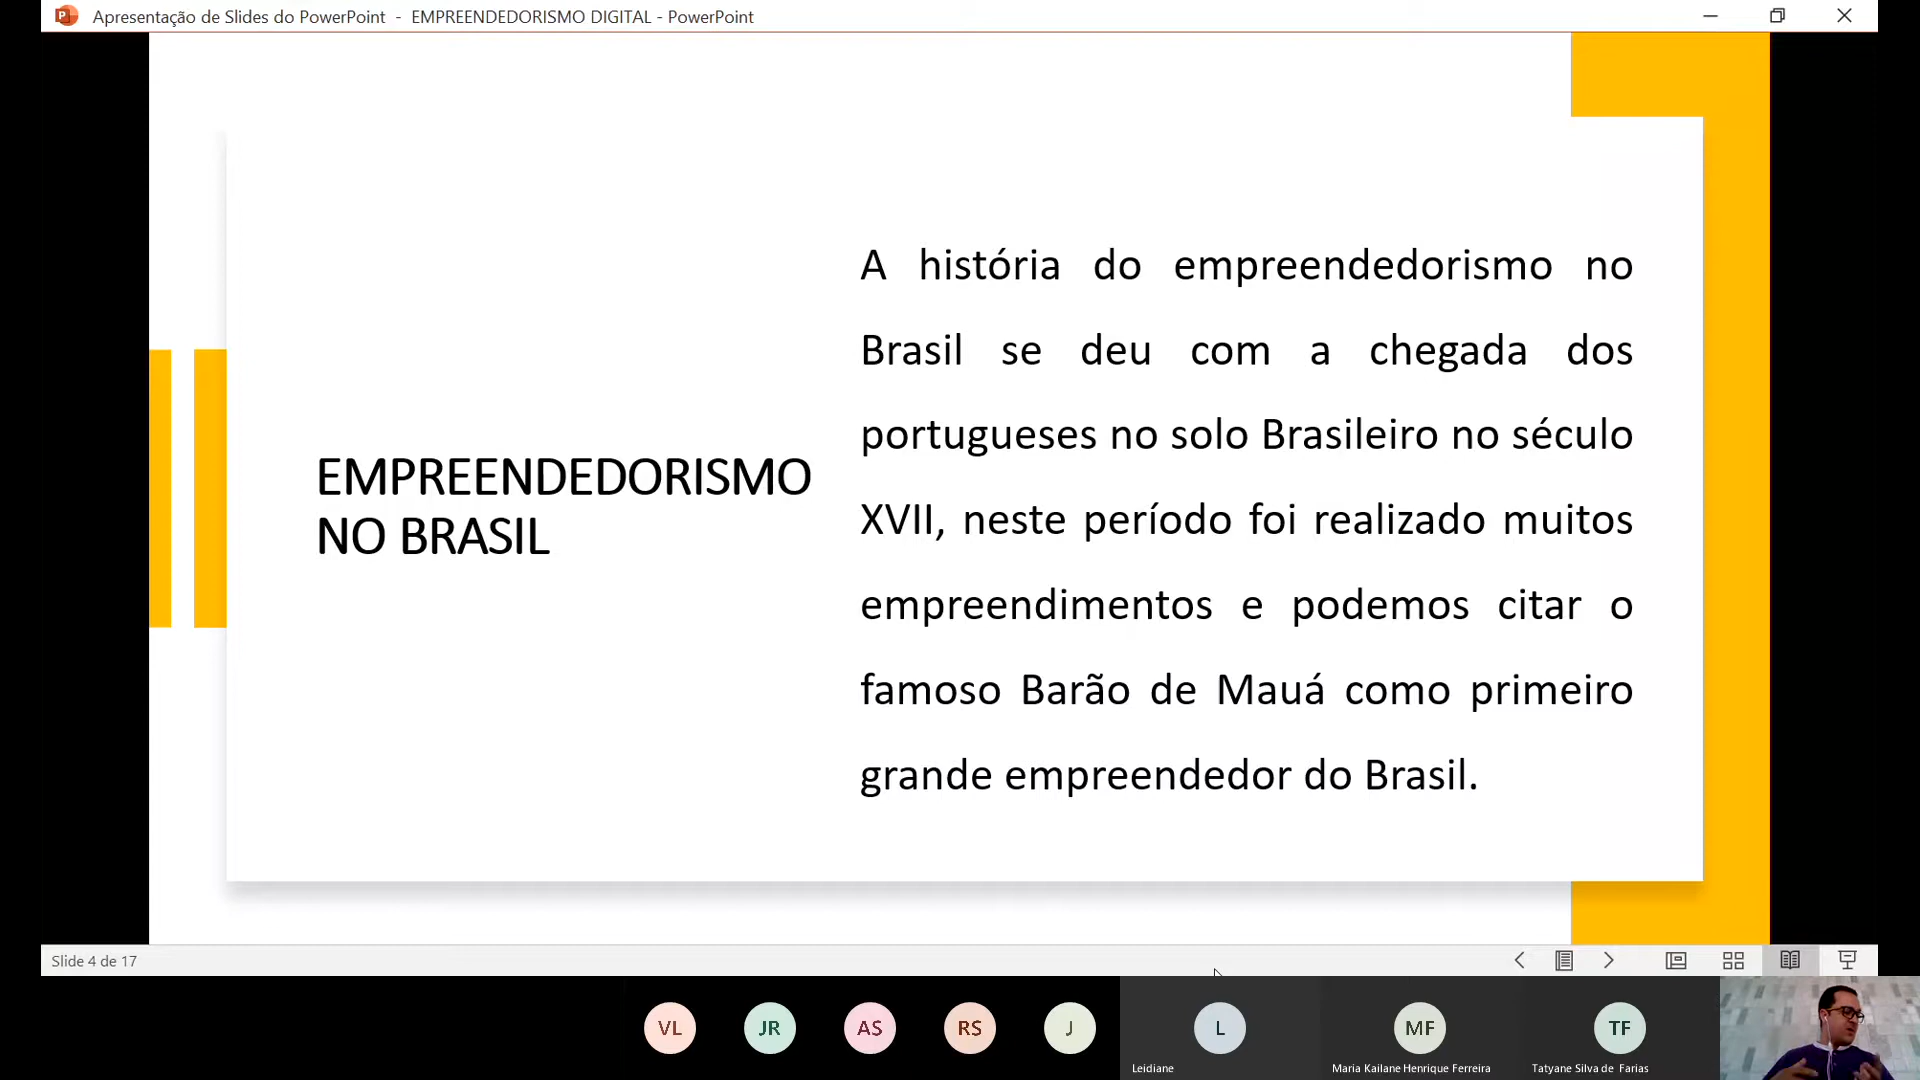 Apresentação de Slides do PowerPoint - EMPREENDEDORISMO DIGITAL - PowerPoint
EMPREENDEDORISMO
NO BRASIL
A história do empreendedorismo no
Brasil se deu com a chegada dos
portugueses no solo Brasileiro no século
XVII, neste período foi realizado muitos
empreendimentos e podemos citar o
famoso Barão de Mauá como primeiro
grande empreendedor do Brasil.
Slide 4 de 17
VL JR AS RS J L MF TF
Leidiane Maria Kailane Henrique Ferreira Tatyane Silva de Farias